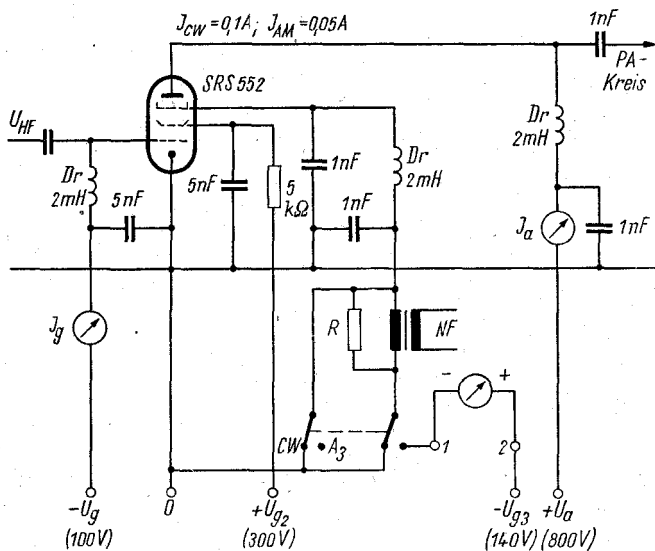 J_CW = 0,1A; J_AM = 0,05A
1nF
PA-
Kreis
SRS 552
U_HF
Dr
2mH
Dr
2mH
5nF
5nF
5
kΩ
1nF
1nF
Dr
2mH
J_a
1nF
J_g
R
NF
- +
CW
A3
1
2
-U_g
(100V)
0
+U_g2
(300V)
-U_g3
(140V)
+U_a
(800V)